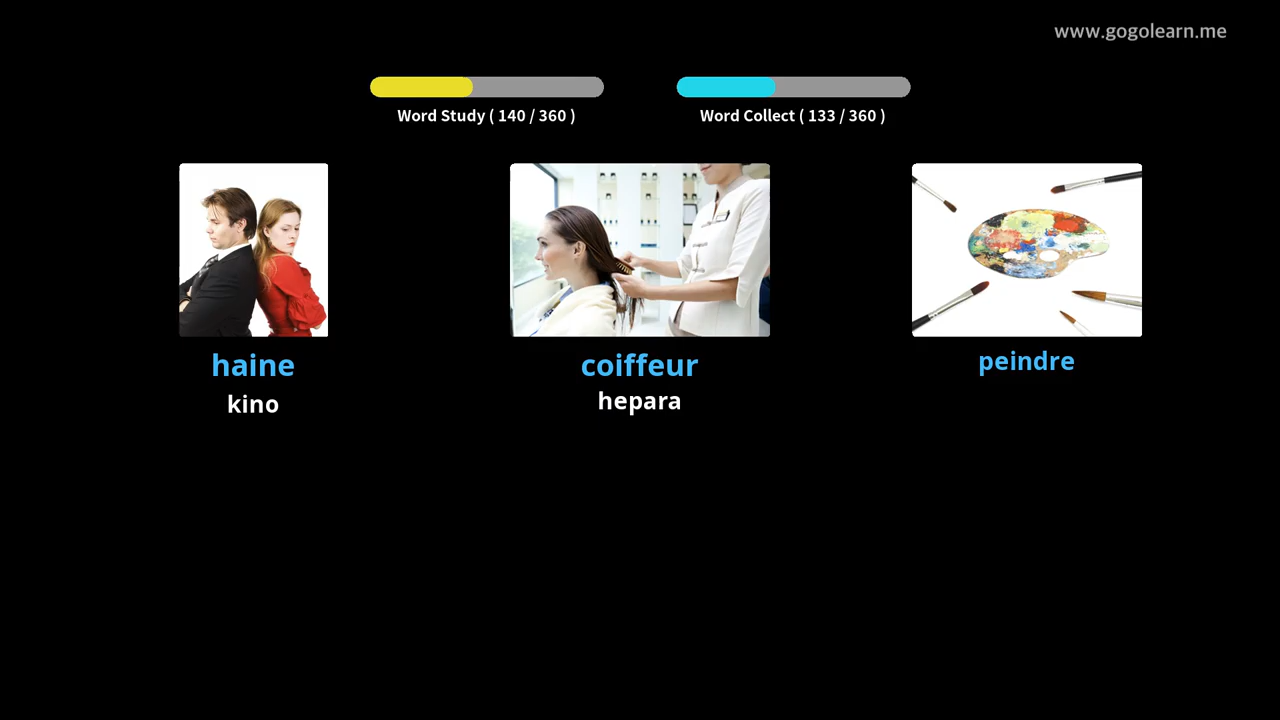 www.gogolearn.me
Word Study ( 140 / 360 )
Word Collect ( 133 / 360 )
haine
kino
coiffeur
hepara
peindre